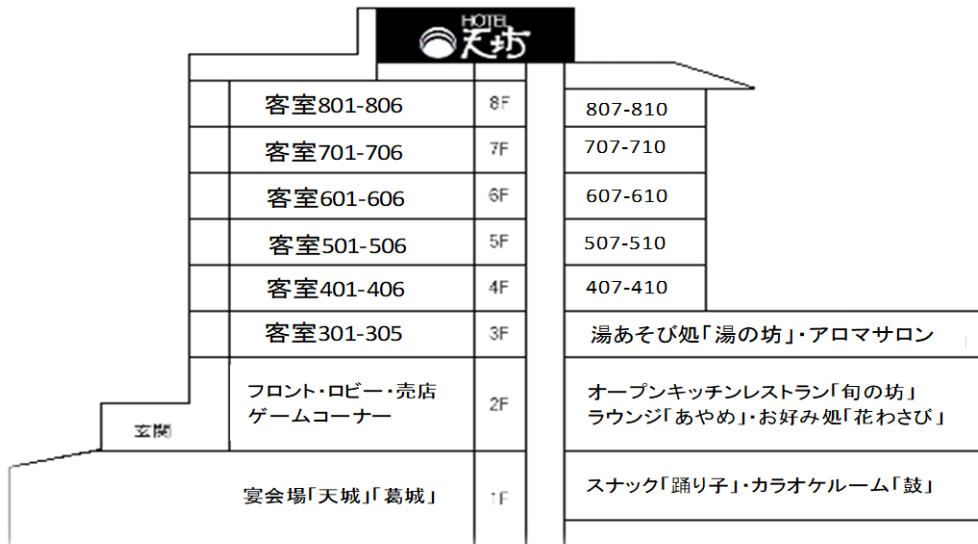 HOTEL
天坊
客室801-806 8F 807-810
客室701-706 7F 707-710
客室601-606 6F 607-610
客室501-506 5F 507-510
客室401-406 4F 407-410
客室301-305 3F 湯あそび処「湯の坊」・アロマサロン
フロント・ロビー・売店
ゲームコーナー
2F
オープンキッチンレストラン「旬の坊」
ラウンジ「あやめ」・お好み処「花わさび」
玄関
宴会場「天城」「葛城」 1F スナック「踊り子」・カラオケルーム「鼓」